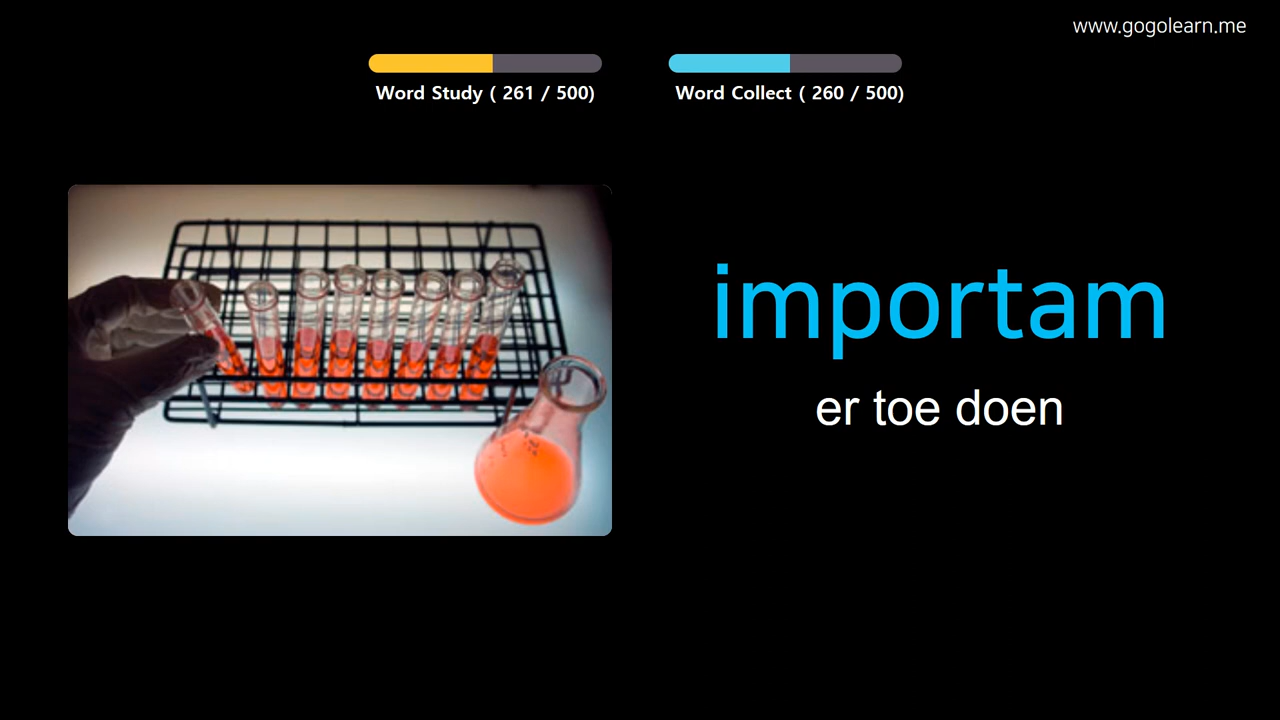 www.gogolearn.me
Word Study ( 261 / 500)
Word Collect ( 260 / 500)
importam
er toe doen